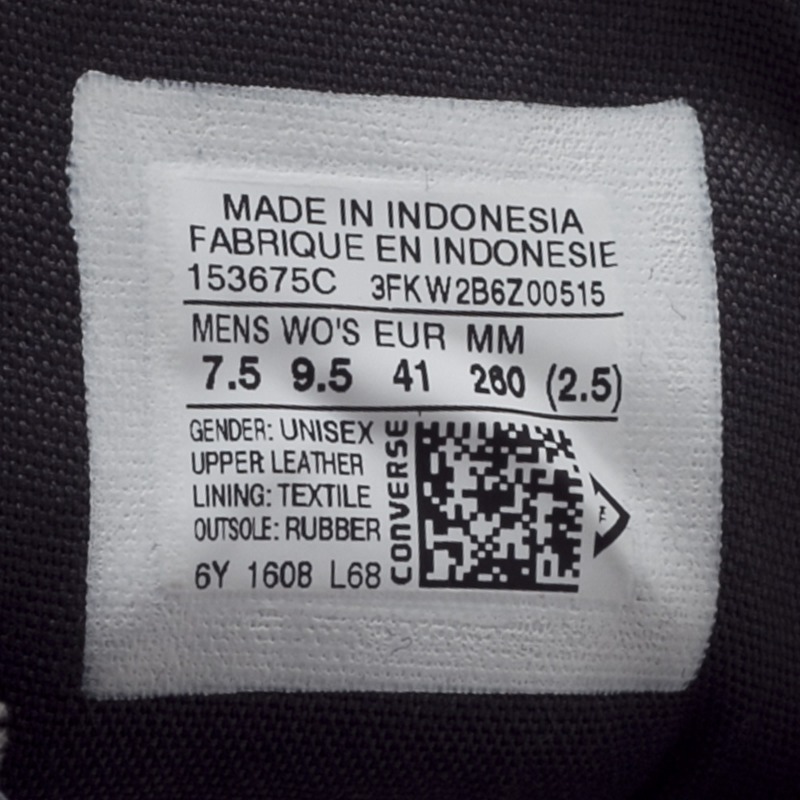 MADE IN INDONESIA
FABRIQUE EN INDONESIE
153675C 3FKW2B6Z00515
MENS WO'S EUR MM
7.5 9.5 41 260 (2.5)
GENDER: UNISEX
UPPER LEATHER
LINING: TEXTILE
OUTSOLE: RUBBER
6Y 160B L68
CONVERSE